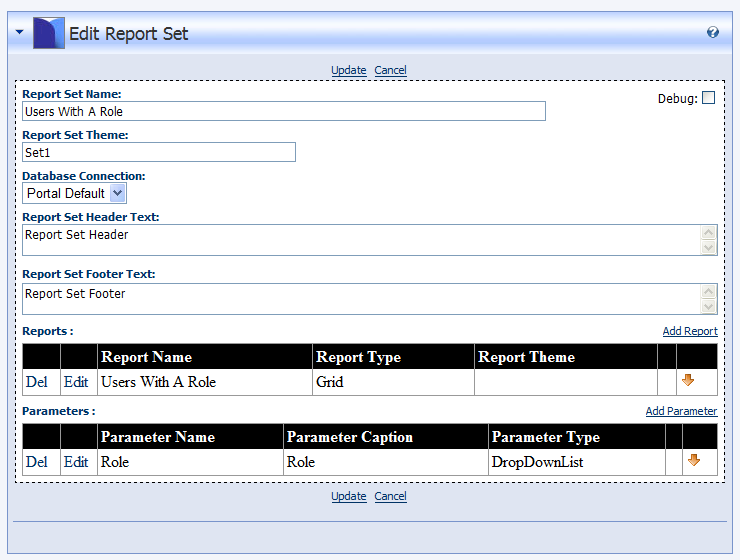 Edit Report Set ?
Update Cancel
Report Set Name: Debug:
Users With A Role
Report Set Theme:
Set1
Database Connection:
Portal Default
Report Set Header Text:
Report Set Header
Report Set Footer Text:
Report Set Footer
Reports : Add Report
Report Name Report Type Report Theme
Del Edit Users With A Role Grid
Parameters : Add Parameter
Parameter Name Parameter Caption Parameter Type
Del Edit Role Role DropDownList
Update Cancel